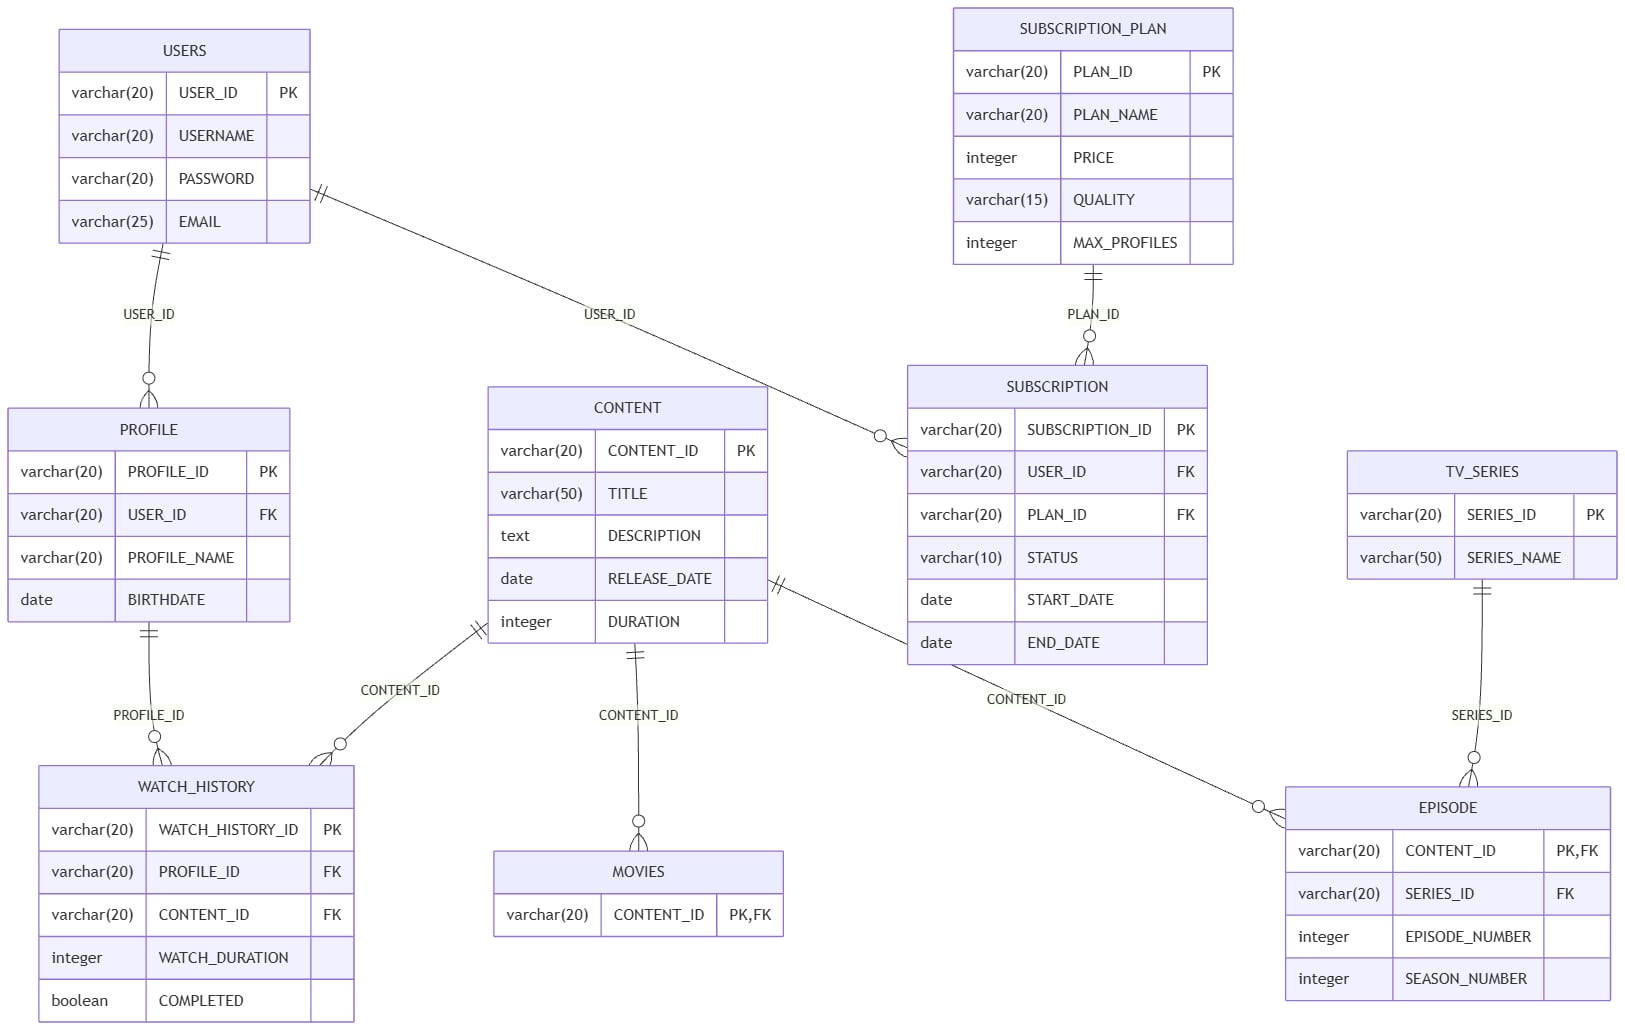 USERS
varchar(20) USER_ID PK
varchar(20) USERNAME
varchar(20) PASSWORD
varchar(25) EMAIL
SUBSCRIPTION_PLAN
varchar(20) PLAN_ID PK
varchar(20) PLAN_NAME
integer PRICE
varchar(15) QUALITY
integer MAX_PROFILES
USER_ID
USER_ID
PLAN_ID
PROFILE
varchar(20) PROFILE_ID PK
varchar(20) USER_ID FK
varchar(20) PROFILE_NAME
date BIRTHDATE
CONTENT
varchar(20) CONTENT_ID PK
varchar(50) TITLE
text DESCRIPTION
date RELEASE_DATE
integer DURATION
SUBSCRIPTION
varchar(20) SUBSCRIPTION_ID PK
varchar(20) USER_ID FK
varchar(20) PLAN_ID FK
varchar(10) STATUS
date START_DATE
date END_DATE
TV_SERIES
varchar(20) SERIES_ID PK
varchar(50) SERIES_NAME
PROFILE_ID
CONTENT_ID
CONTENT_ID
CONTENT_ID
SERIES_ID
WATCH_HISTORY
varchar(20) WATCH_HISTORY_ID PK
varchar(20) PROFILE_ID FK
varchar(20) CONTENT_ID FK
integer WATCH_DURATION
boolean COMPLETED
MOVIES
varchar(20) CONTENT_ID PK,FK
EPISODE
varchar(20) CONTENT_ID PK,FK
varchar(20) SERIES_ID FK
integer EPISODE_NUMBER
integer SEASON_NUMBER